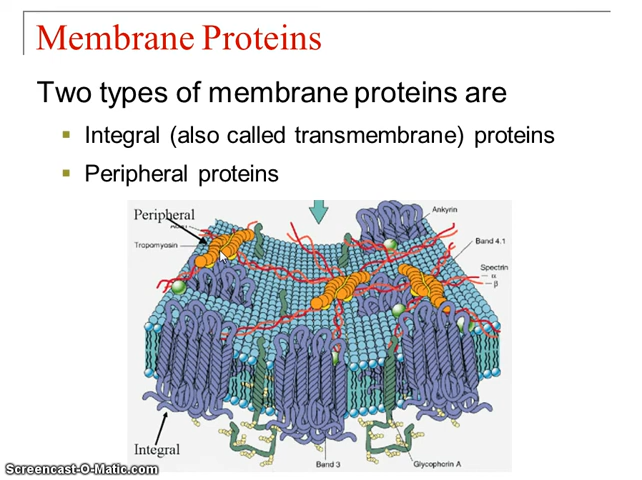 Membrane Proteins
Two types of membrane proteins are
Integral (also called transmembrane) proteins
Peripheral proteins
Peripheral
Ankyrin
Tropomyosin
Band 4.1
Spectrin
α
β
Integral
Band 3
Glycophorin A
Screencast-O-Matic.com